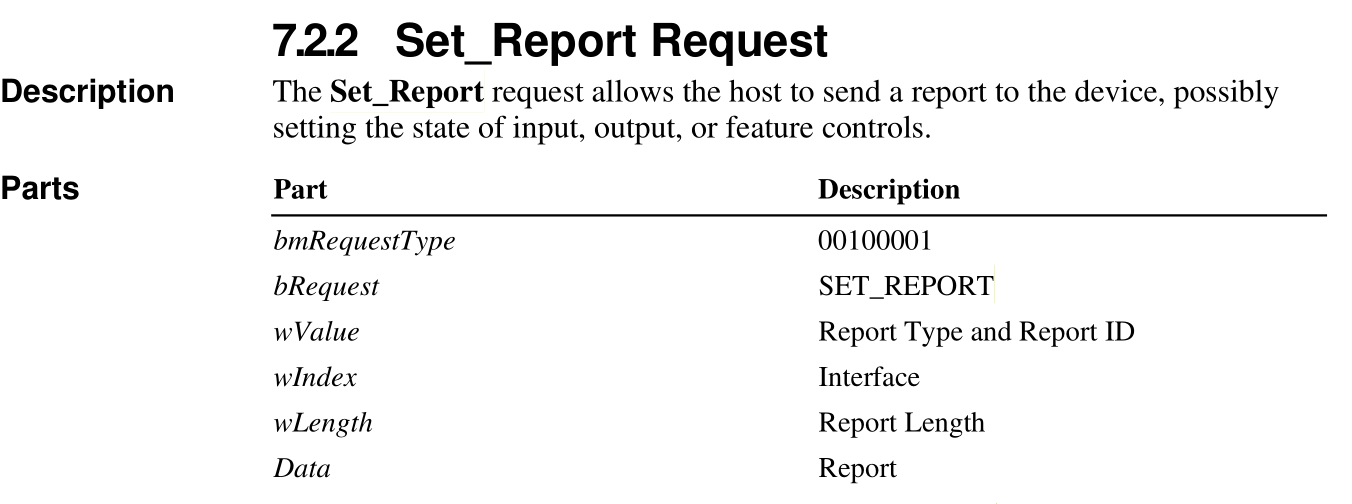 7.2.2 Set_Report Request
Description
The Set_Report request allows the host to send a report to the device, possibly
setting the state of input, output, or feature controls.
Parts
Part Description
bmRequestType 00100001
bRequest SET_REPORT
wValue Report Type and Report ID
wIndex Interface
wLength Report Length
Data Report